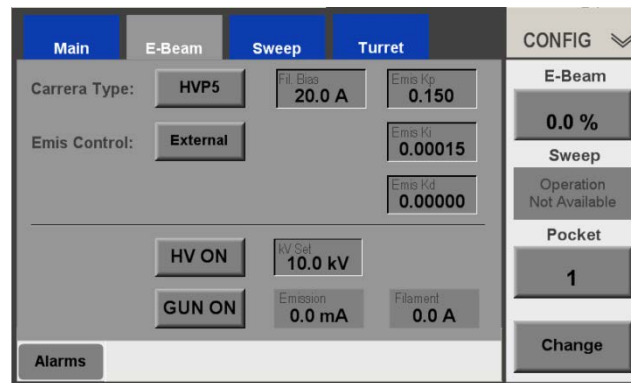 Main E-Beam Sweep Turret CONFIG
Carrera Type: HVP5 Fil. Bias 20.0 A Emis Kp 0.150
Emis Control: External Emis Ki 0.00015
Emis Kd 0.00000
HV ON kV Set 10.0 kV
GUN ON Emission 0.0 mA Filament 0.0 A
Alarms
E-Beam
0.0 %
Sweep
Operation
Not Available
Pocket
1
Change